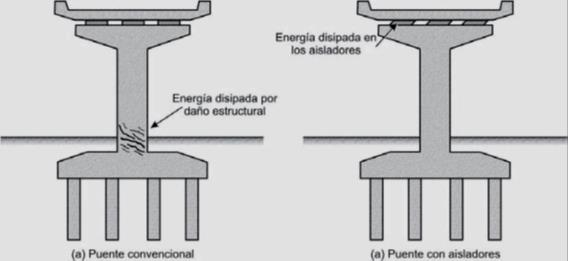 Energía disipada en
los aisladores
Energía disipada por
daño estructural
(a) Puente convencional
(a) Puente con aisladores